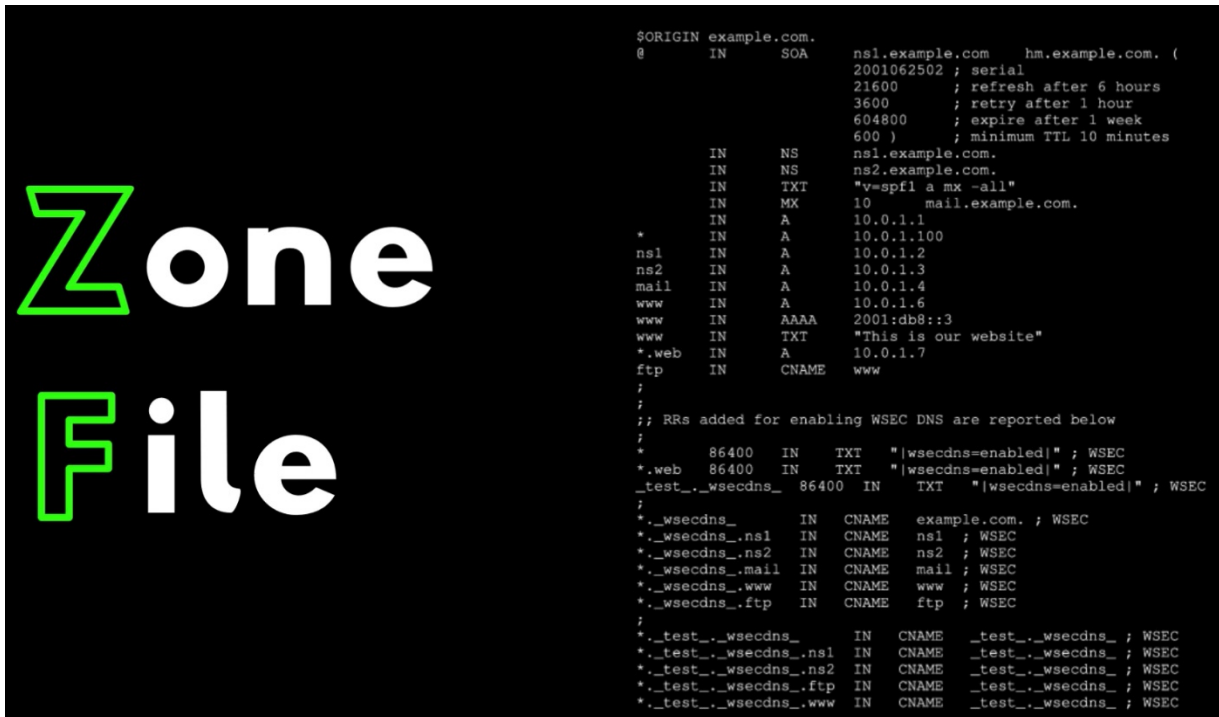 Zone
File
$ORIGIN example.com.
@ IN SOA ns1.example.com hm.example.com. (
2001062502 ; serial
21600 ; refresh after 6 hours
3600 ; retry after 1 hour
604800 ; expire after 1 week
600 ) ; minimum TTL 10 minutes
IN NS ns1.example.com.
IN NS ns2.example.com.
IN TXT "v=spf1 a mx -all"
IN MX 10 mail.example.com.
IN A 10.0.1.1
* IN A 10.0.1.100
ns1 IN A 10.0.1.2
ns2 IN A 10.0.1.3
mail IN A 10.0.1.4
www IN A 10.0.1.6
www IN AAAA 2001:db8::3
www IN TXT "This is our website"
*.web IN A 10.0.1.7
ftp IN CNAME www
;
;
;; RRs added for enabling WSEC DNS are reported below
;
* 86400 IN TXT "|wsecdns=enabled|" ; WSEC
*.web 86400 IN TXT "|wsecdns=enabled|" ; WSEC
_test_._wsecdns_ 86400 IN TXT "|wsecdns=enabled|" ; WSEC
;
*._wsecdns_ IN CNAME example.com. ; WSEC
*._wsecdns_.ns1 IN CNAME ns1 ; WSEC
*._wsecdns_.ns2 IN CNAME ns2 ; WSEC
*._wsecdns_.mail IN CNAME mail ; WSEC
*._wsecdns_.www IN CNAME www ; WSEC
*._wsecdns_.ftp IN CNAME ftp ; WSEC
;
*._test_._wsecdns_ IN CNAME _test_._wsecdns_ ; WSEC
*._test_._wsecdns_.ns1 IN CNAME _test_._wsecdns_ ; WSEC
*._test_._wsecdns_.ns2 IN CNAME _test_._wsecdns_ ; WSEC
*._test_._wsecdns_.ftp IN CNAME _test_._wsecdns_ ; WSEC
*._test_._wsecdns_.www IN CNAME _test_._wsecdns_ ; WSEC